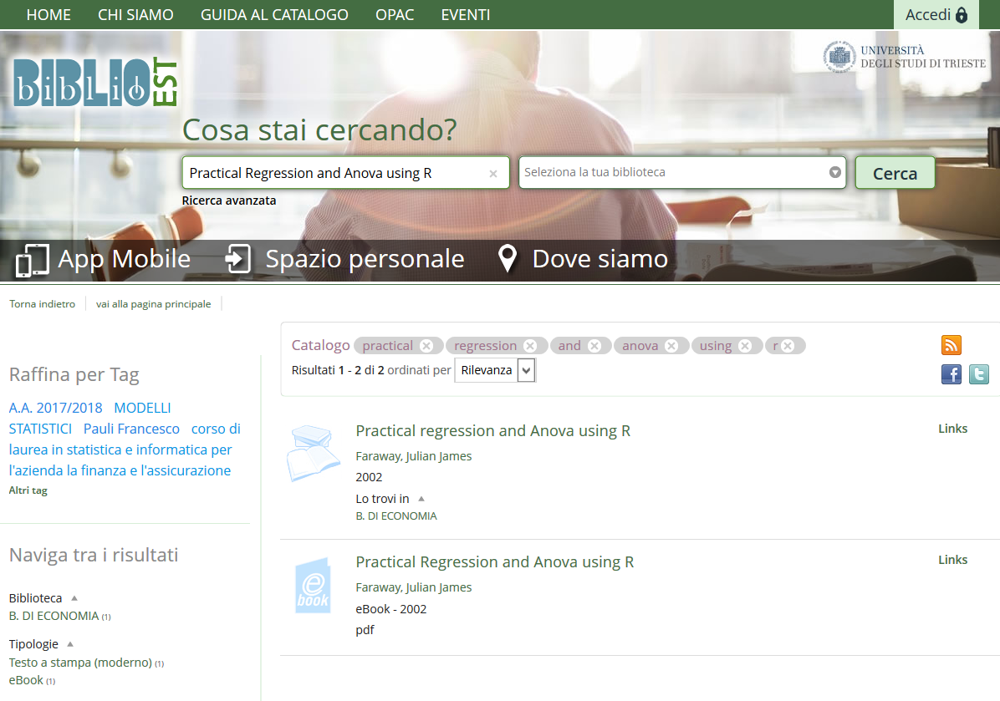 HOME CHI SIAMO GUIDA AL CATALOGO OPAC EVENTI Accedi
BIBLIO EST
UNIVERSITÀ
DEGLI STUDI DI TRIESTE
Cosa stai cercando?
Practical Regression and Anova using R × Seleziona la tua biblioteca Cerca
Ricerca avanzata
App Mobile Spazio personale Dove siamo
Torna indietro vai alla pagina principale
Catalogo practical regression and anova using r
Risultati 1 - 2 di 2 ordinati per Rilevanza
Raffina per Tag
A.A. 2017/2018 MODELLI
STATISTICI Pauli Francesco corso di
laurea in statistica e informatica per
l'azienda la finanza e l'assicurazione
Altri tag
Naviga tra i risultati
Biblioteca
B. DI ECONOMIA (1)
Tipologie
Testo a stampa (moderno) (1)
eBook (1)
Practical regression and Anova using R Links
Faraway, Julian James
2002
Lo trovi in
B. DI ECONOMIA
Practical Regression and Anova using R Links
Faraway, Julian James
eBook - 2002
pdf
e
book